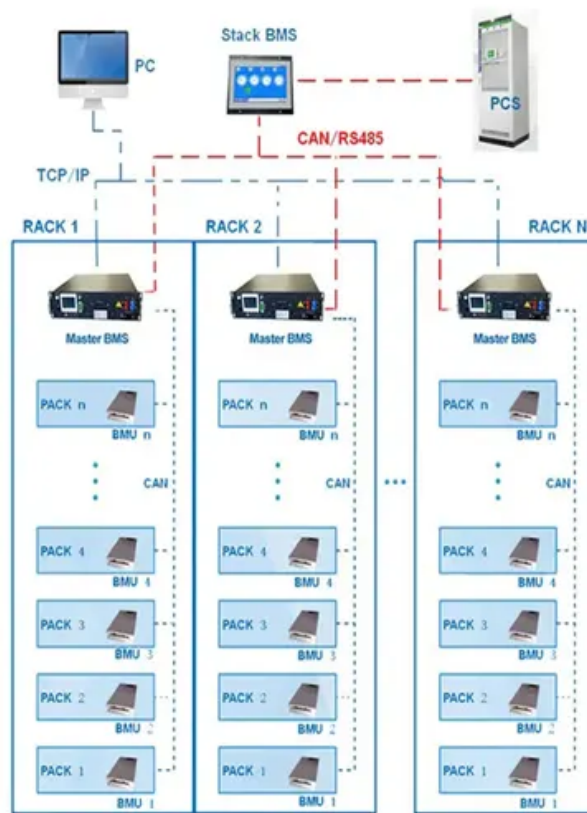 Stack BMS
PC
PCS
CAN/RS485
TCP/IP
RACK 1
RACK 2
RACK N
Master BMS
Master BMS
Master BMS
PACK n
BMU n
PACK n
BMU n
PACK n
BMU n
CAN
CAN
CAN
PACK 4
BMU 4
PACK 4
BMU 4
PACK 4
BMU 4
PACK 3
BMU 3
PACK 3
BMU 3
PACK 3
BMU 3
PACK 2
BMU 2
PACK 2
BMU 2
PACK 2
BMU 2
PACK 1
BMU 1
PACK 1
BMU 1
PACK 1
BMU 1